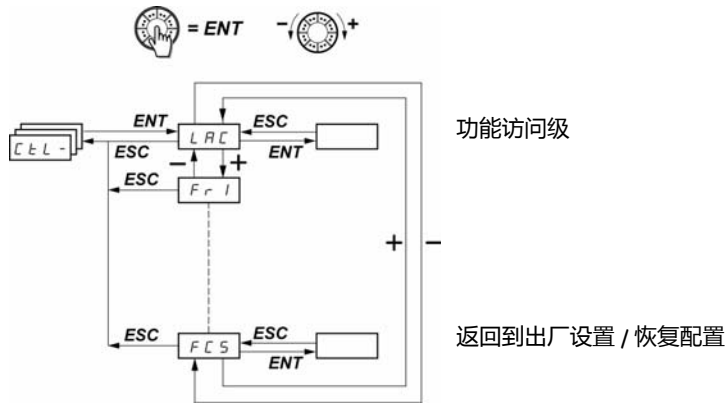 = ENT
- +
ENT
ESC
CtL-
LAC
ESC
ENT
功能访问级
- +
ESC
Fr1
+ -
ESC
FCS
ESC
ENT
返回到出厂设置 / 恢复配置